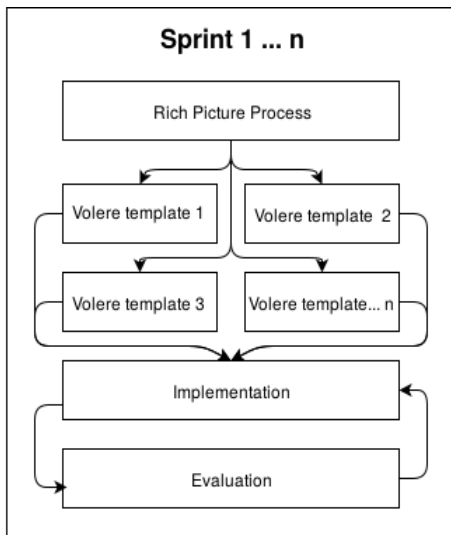 Sprint 1 ... n
Rich Picture Process
Volere template 1
Volere template  2
Volere template 3
Volere template... n
Implementation
Evaluation